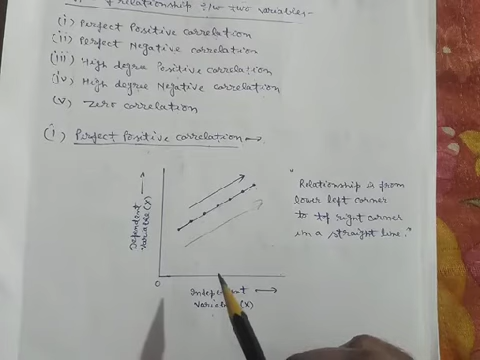 of relationship b/w two variables-
(i) Perfect Positive correlation
(ii) Perfect Negative correlation
(iii) High degree Positive correlation
(iv) High degree Negative correlation
(v) Zero correlation
(i) Perfect Positive correlation →
Dependent
Variable (Y)
"Relationship is from
lower left corner
to top right corner
in a straight line."
0
Independent →
Variable (X)